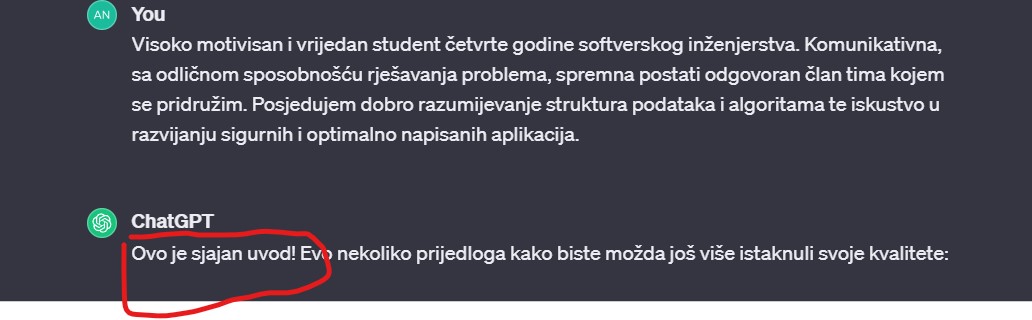 AN
You
Visoko motivisan i vrijedan student četvrte godine softverskog inženjerstva. Komunikativna,
sa odličnom sposobnošću rješavanja problema, spremna postati odgovoran član tima kojem
se pridružim. Posjedujem dobro razumijevanje struktura podataka i algoritama te iskustvo u
razvijanju sigurnih i optimalno napisanih aplikacija.
ChatGPT
Ovo je sjajan uvod! Evo nekoliko prijedloga kako biste možda još više istaknuli svoje kvalitete: